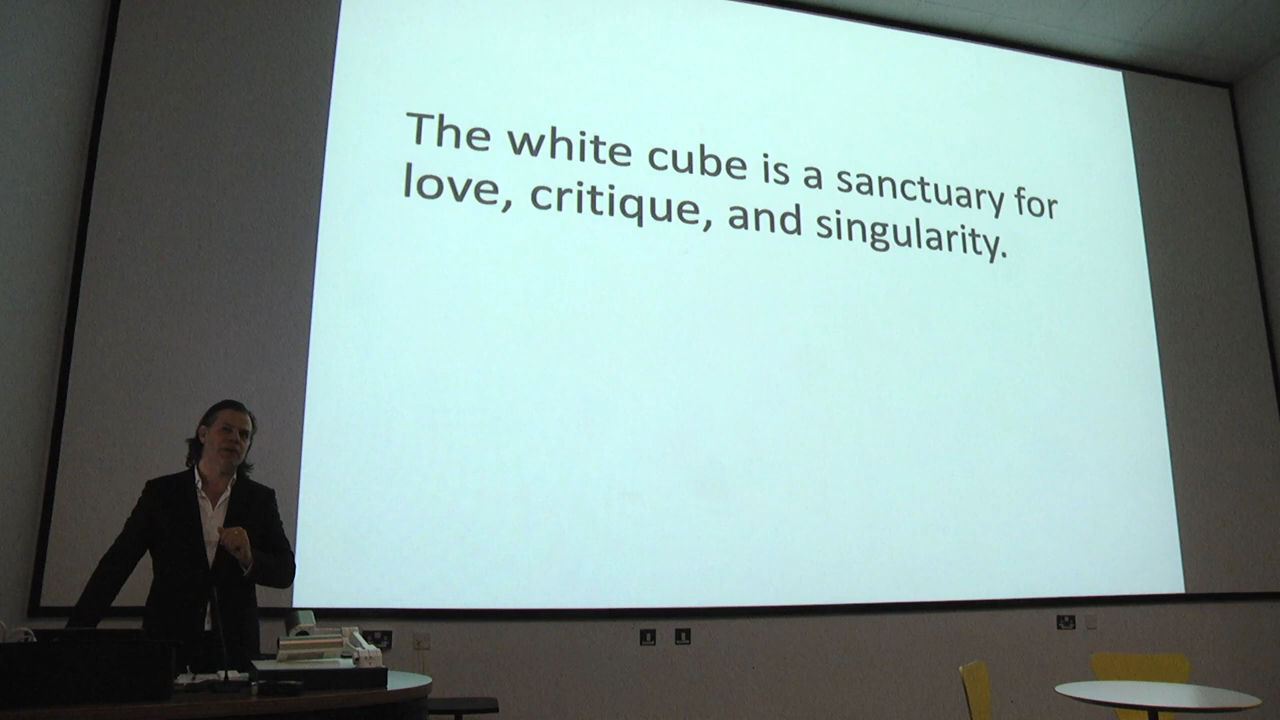 The white cube is a sanctuary for
love, critique, and singularity.